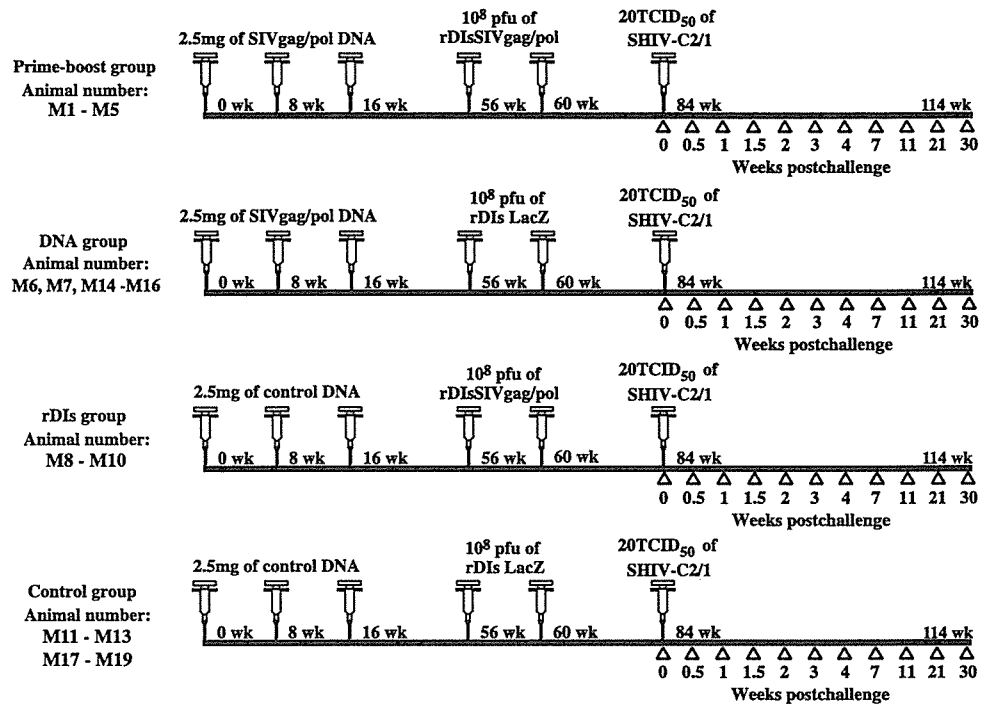 Prime-boost group
Animal number:
M1 - M5
2.5mg of SIVgag/pol DNA
10⁸ pfu of
rDIsSIVgag/pol
20TCID₅₀ of
SHIV-C2/1
0 wk 8 wk 16 wk 56 wk 60 wk 84 wk 114 wk
0 0.5 1 1.5 2 3 4 7 11 21 30
Weeks postchallenge
DNA group
Animal number:
M6, M7, M14 -M16
2.5mg of SIVgag/pol DNA
10⁸ pfu of
rDIs LacZ
20TCID₅₀ of
SHIV-C2/1
0 wk 8 wk 16 wk 56 wk 60 wk 84 wk 114 wk
0 0.5 1 1.5 2 3 4 7 11 21 30
Weeks postchallenge
rDIs group
Animal number:
M8 - M10
2.5mg of control DNA
10⁸ pfu of
rDIsSIVgag/pol
20TCID₅₀ of
SHIV-C2/1
0 wk 8 wk 16 wk 56 wk 60 wk 84 wk 114 wk
0 0.5 1 1.5 2 3 4 7 11 21 30
Weeks postchallenge
Control group
Animal number:
M11 - M13
M17 - M19
2.5mg of control DNA
10⁸ pfu of
rDIs LacZ
20TCID₅₀ of
SHIV-C2/1
0 wk 8 wk 16 wk 56 wk 60 wk 84 wk 114 wk
0 0.5 1 1.5 2 3 4 7 11 21 30
Weeks postchallenge